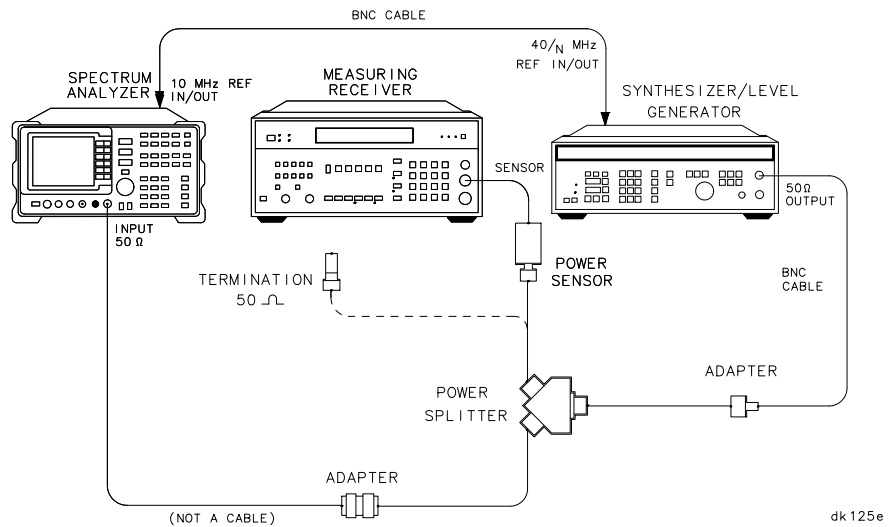 BNC CABLE
40/N MHz
REF IN/OUT
SPECTRUM
ANALYZER
10 MHz REF
IN/OUT
MEASURING
RECEIVER
SYNTHESIZER/LEVEL
GENERATOR
SENSOR
50Ω
OUTPUT
INPUT
50Ω
POWER
SENSOR
TERMINATION
50 Ω
BNC
CABLE
ADAPTER
POWER
SPLITTER
ADAPTER
(NOT A CABLE)
dk125e